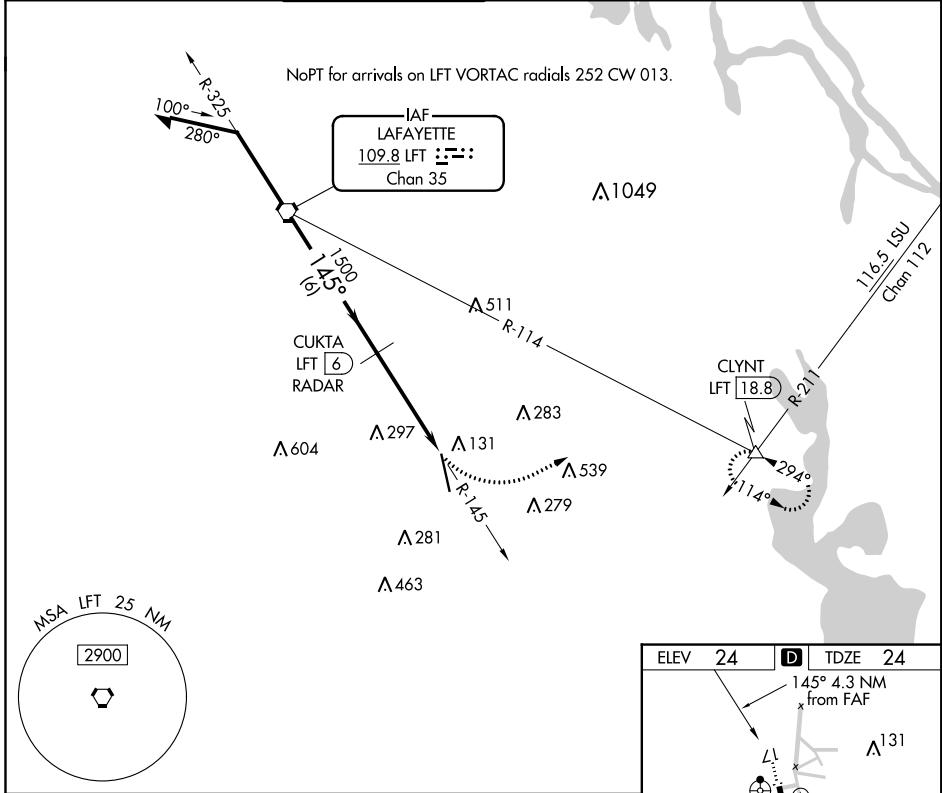 NoPT for arrivals on LFT VORTAC radials 252 CW 013.
R-325
100°
280°
IAF
LAFAYETTE
109.8 LFT
Chan 35
1049
116.5 LSU
Chan 112
1500
145°
(6)
511
R-114
CUKTA
LFT 6
RADAR
CLYNT
LFT 18.8
R-211
283
297
131
604
539
294°
114°
279
R-145
281
463
MSA LFT 25 NM
2900
ELEV 24 D TDZE 24
145° 4.3 NM
from FAF
131
17